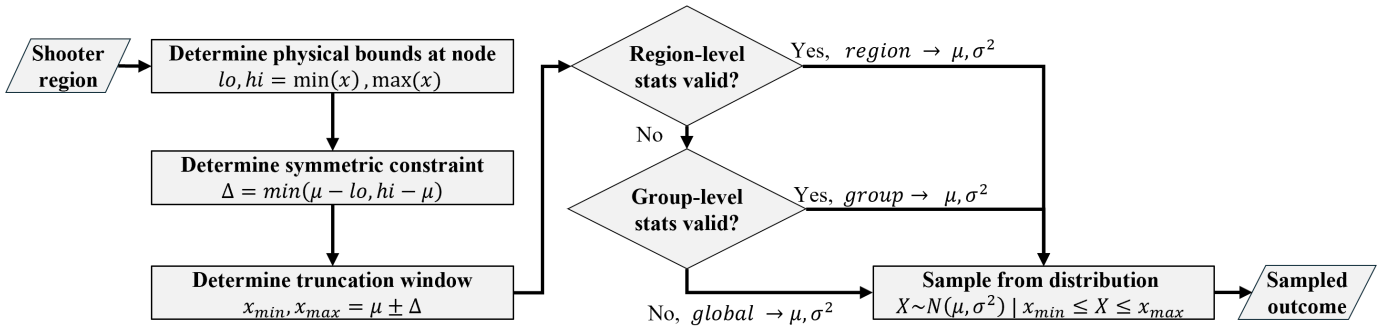 Shooter
region
Determine physical bounds at node
lo, hi = min(x) , max(x)
Determine symmetric constraint
Δ = min(μ − lo, hi − μ)
Determine truncation window
x_min, x_max = μ ± Δ
Region-level
stats valid?
Yes, region → μ, σ²
No
Group-level
stats valid?
Yes, group → μ, σ²
No, global → μ, σ²
Sample from distribution
X~N(μ, σ²) | x_min ≤ X ≤ x_max
Sampled
outcome